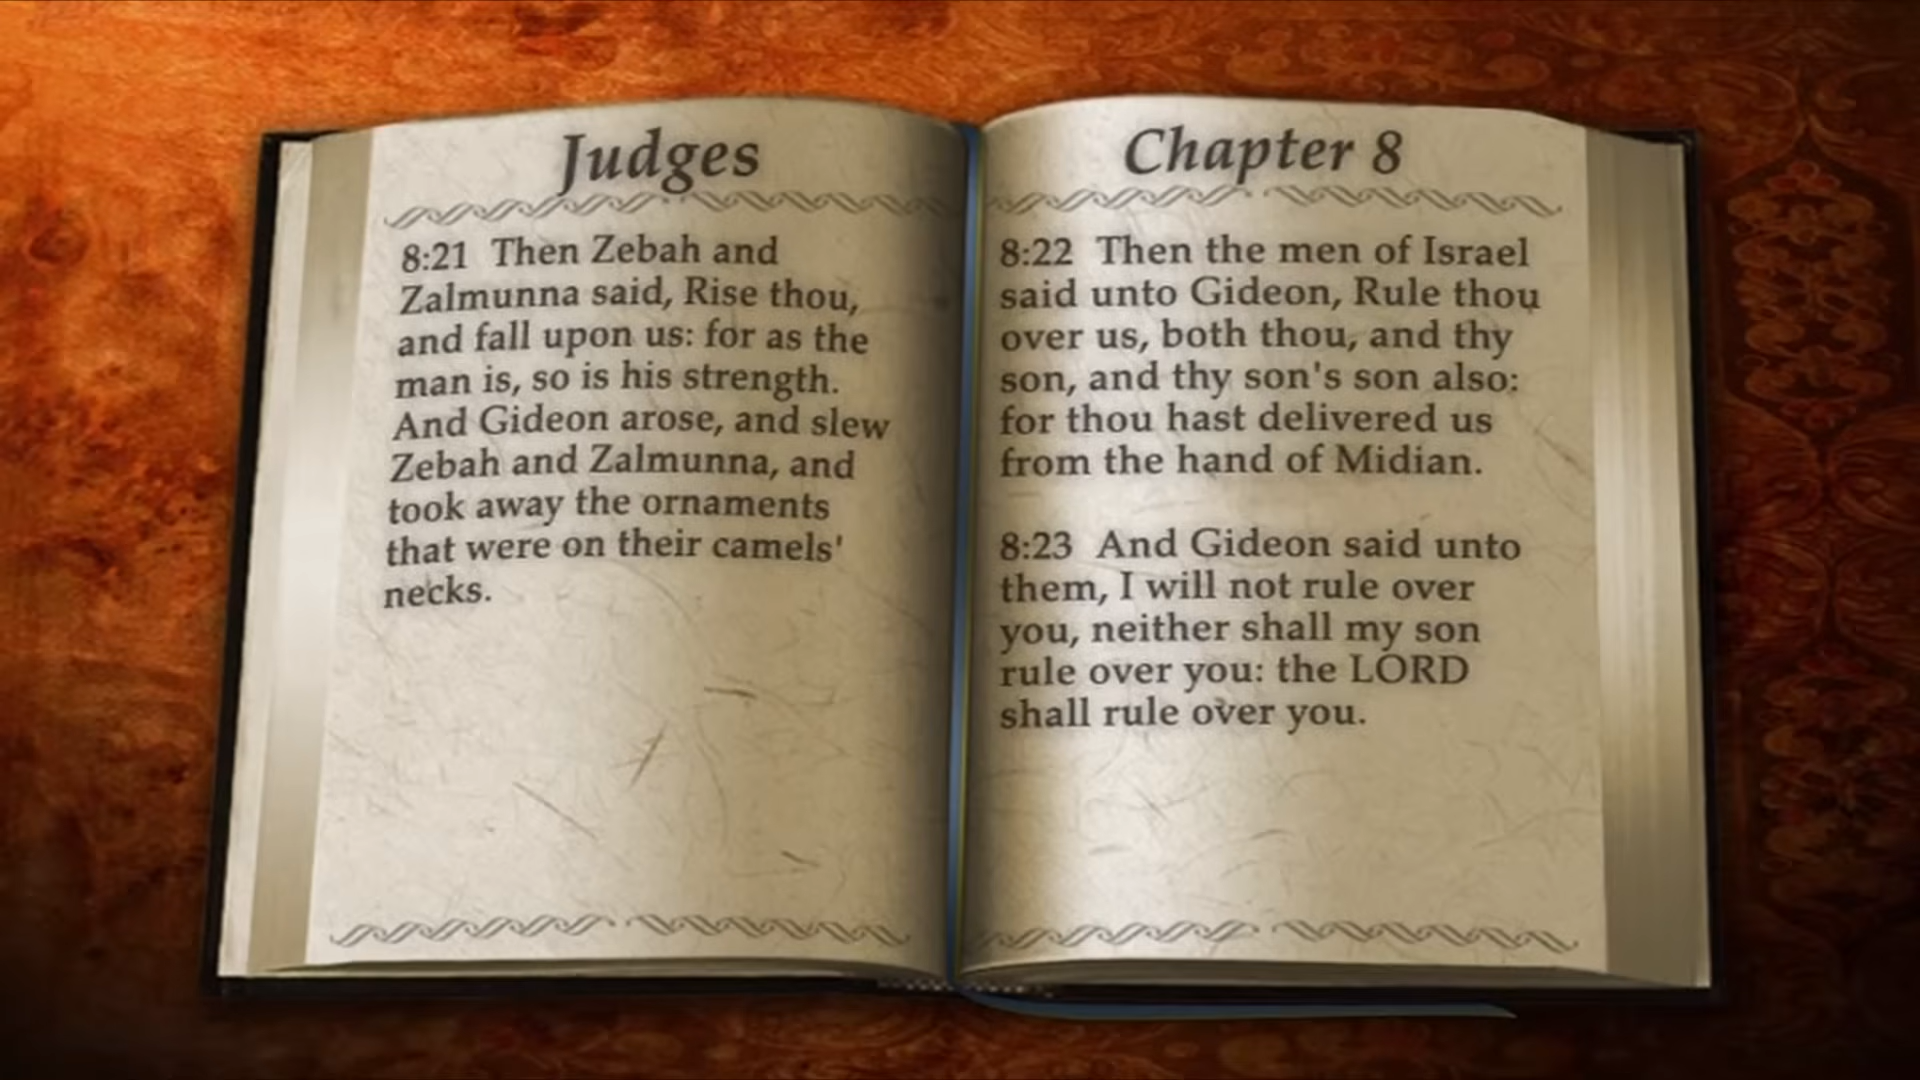 Judges
8:21 Then Zebah and
Zalmunna said, Rise thou,
and fall upon us: for as the
man is, so is his strength.
And Gideon arose, and slew
Zebah and Zalmunna, and
took away the ornaments
that were on their camels'
necks.
Chapter 8
8:22 Then the men of Israel
said unto Gideon, Rule thou
over us, both thou, and thy
son, and thy son's son also:
for thou hast delivered us
from the hand of Midian.
8:23 And Gideon said unto
them, I will not rule over
you, neither shall my son
rule over you: the LORD
shall rule over you.